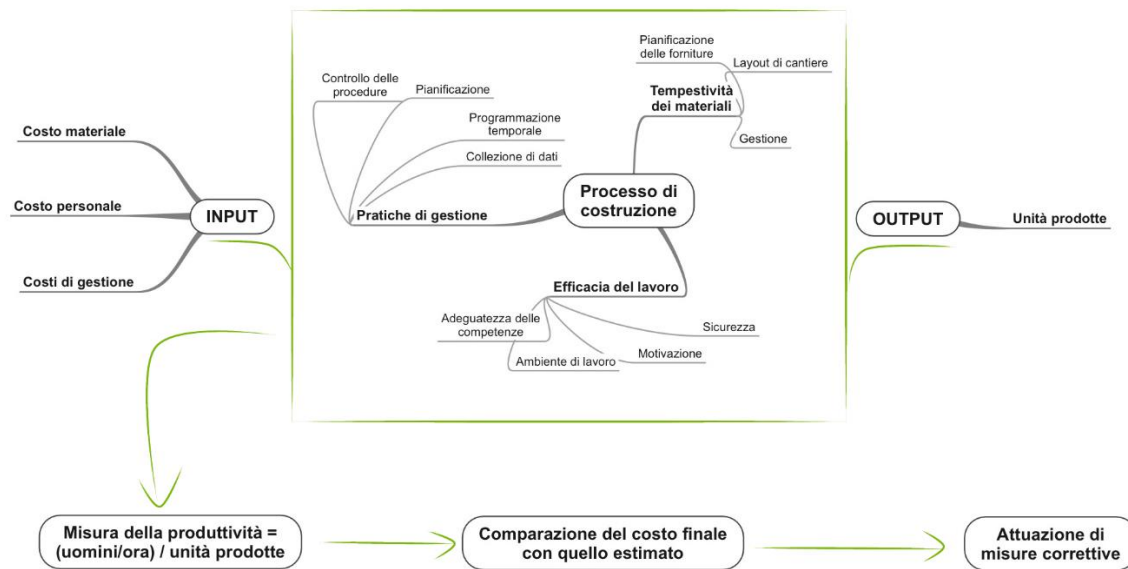 Costo materiale
Costo personale
Costi di gestione
INPUT
Controllo delle
procedure
Pianificazione
Programmazione
temporale
Collezione di dati
Pratiche di gestione
Pianificazione
delle forniture
Layout di cantiere
Tempestività
dei materiali
Gestione
Processo di
costruzione
Efficacia del lavoro
Adeguatezza delle
competenze
Ambiente di lavoro
Motivazione
Sicurezza
OUTPUT
Unità prodotte
Misura della produttività =
(uomini/ora) / unità prodotte
Comparazione del costo finale
con quello estimato
Attuazione di
misure correttive